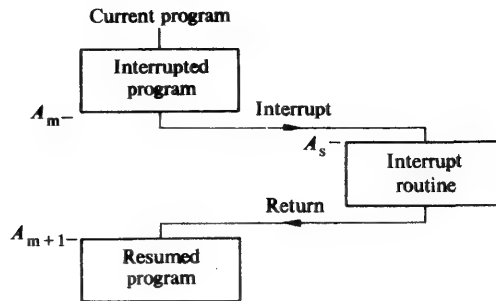 Current program
Interrupted
program
A_m
Interrupt
A_s
Interrupt
routine
Return
A_m+1
Resumed
program